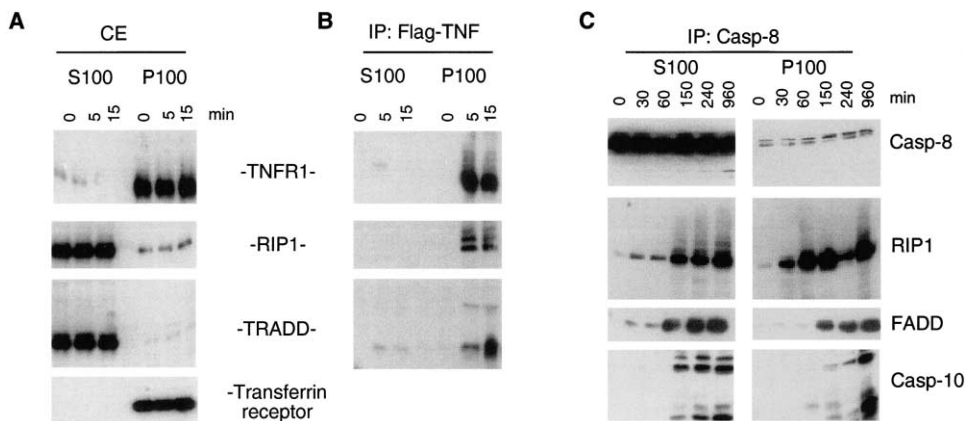 A
CE
S100 P100
0 5 15 0 5 15 min
-TNFR1-
-RIP1-
-TRADD-
-Transferrin
receptor
B
IP: Flag-TNF
S100 P100
0 5 15 0 5 15
C
IP: Casp-8
S100 P100
0 30 60 150 240 960 0 30 60 150 240 960 min
Casp-8
RIP1
FADD
Casp-10